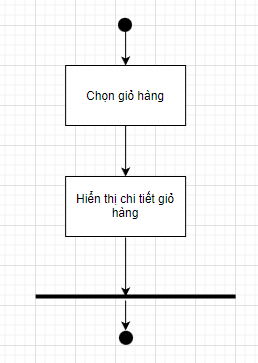 Chọn giỏ hàng
Hiển thị chi tiết giỏ
hàng